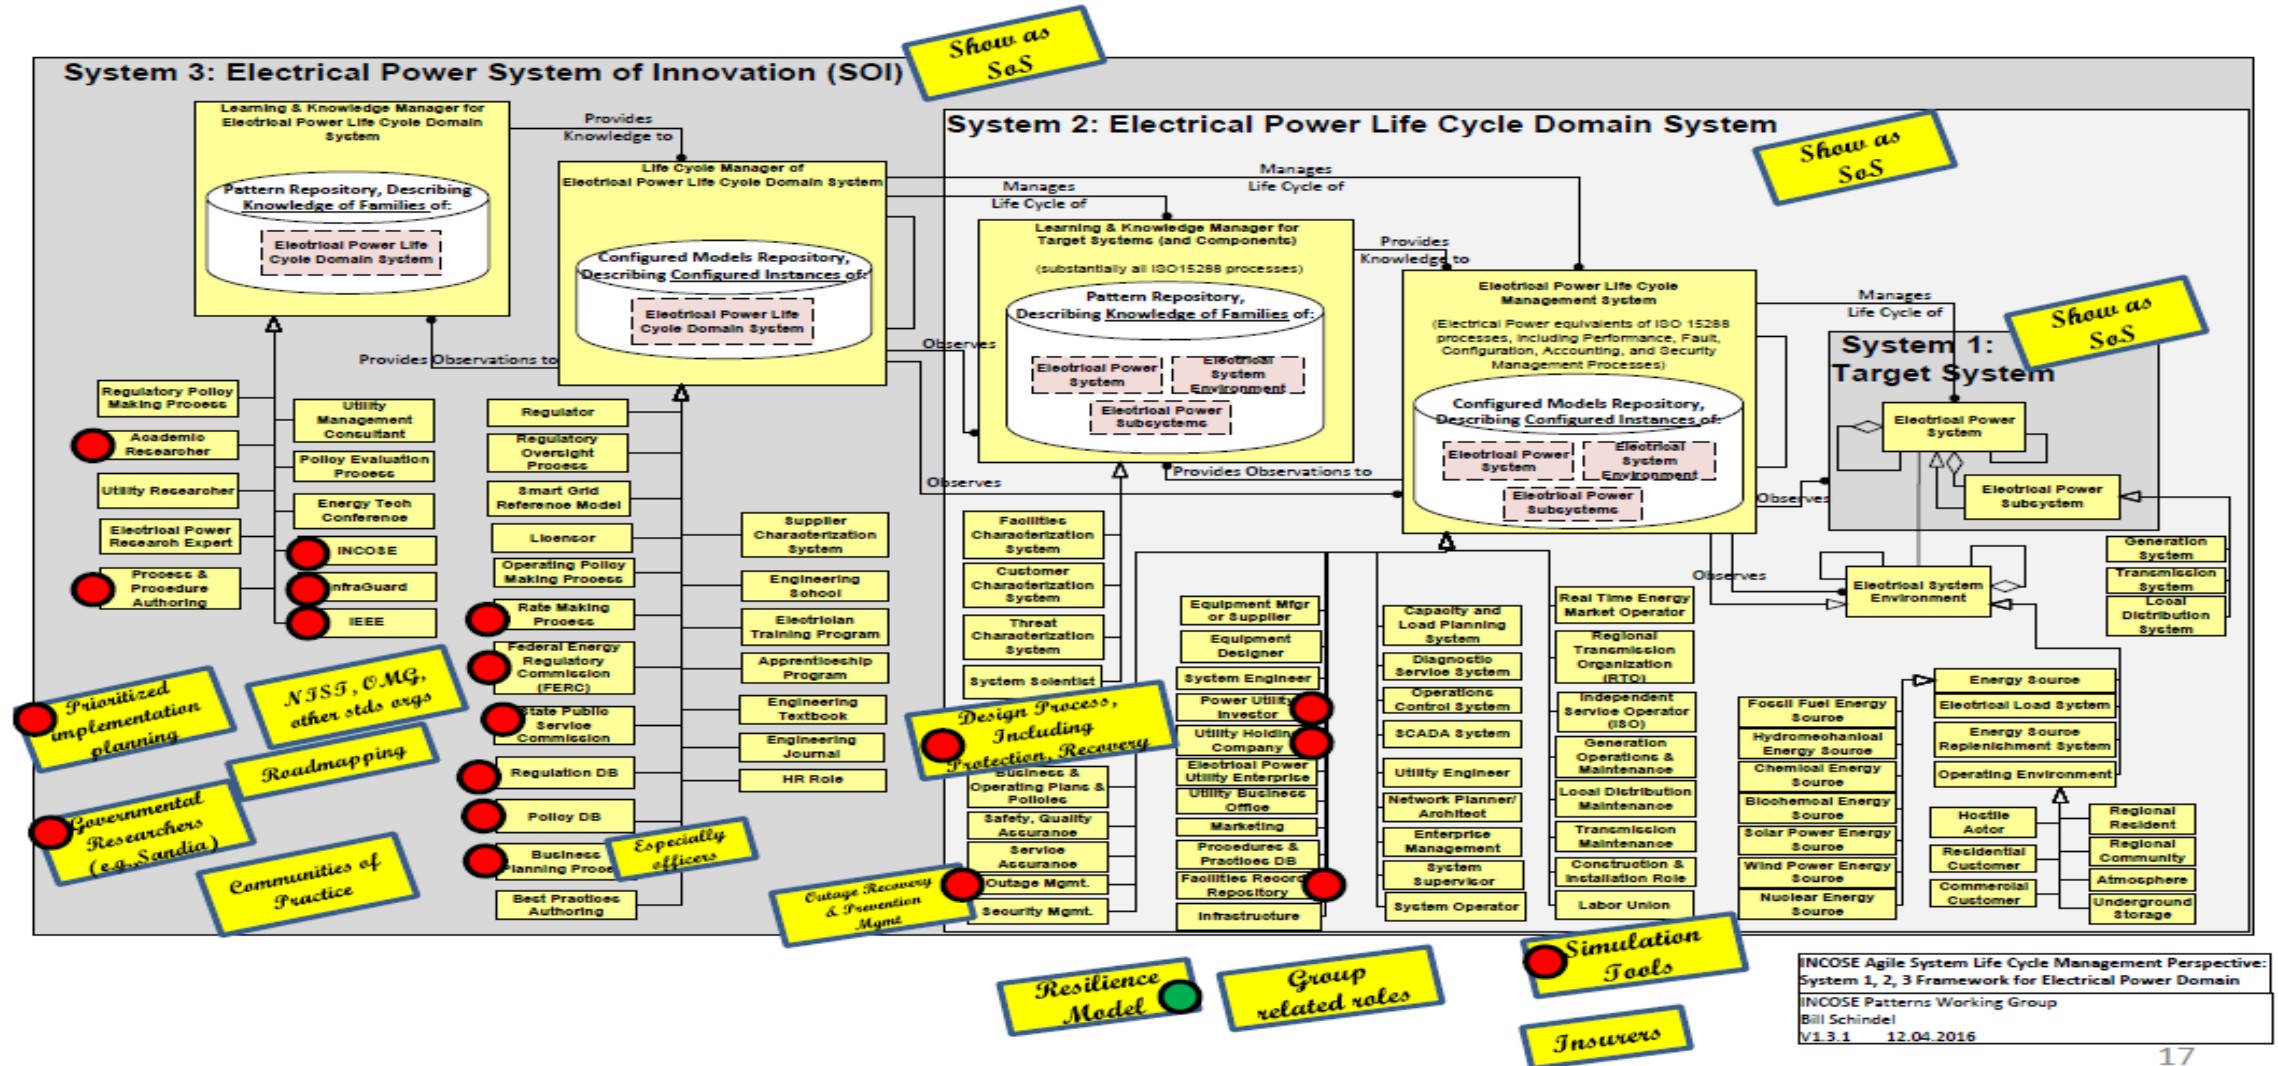 Show as
SoS
System 3: Electrical Power System of Innovation (SOI)
Learning & Knowledge Manager for
Electrical Power Life Cycle Domain
System
Pattern Repository, Describing
Knowledge of Families of:
Electrical Power Life
Cycle Domain System
Provides
Knowledge to
Life Cycle Manager of
Electrical Power Life Cycle Domain System
Configured Models Repository,
Describing Configured Instances of:
Electrical Power Life
Cycle Domain System
Provides Observations to
Regulatory Policy
Making Process
Academic
Researcher
Utility Researcher
Electrical Power
Research Expert
Process &
Procedure
Authoring
Utility
Management
Consultant
Policy Evaluation
Process
Energy Tech
Conference
INCOSE
InfraGuard
IEEE
Regulator
Regulatory
Oversight
Process
Smart Grid
Reference Model
Licensor
Operating Policy
Making Process
Rate Making
Process
Federal Energy
Regulatory
Commission
(FERC)
State Public
Service
Commission
Regulation DB
Policy DB
Business
Planning Process
Best Practices
Authoring
Supplier
Characterization
System
Engineering
School
Electrician
Training Program
Apprenticeship
Program
Engineering
Textbook
Engineering
Journal
HR Role
Prioritized
implementation
planning
NIST, OMG,
other stds orgs
Roadmapping
Governmental
Researchers
(e.g., Sandia)
Communities of
Practice
Especially
officers
System 2: Electrical Power Life Cycle Domain System
Show as
SoS
Manages
Life Cycle of
Manages
Life Cycle of
Learning & Knowledge Manager for
Target Systems (and Components)
(substantially all ISO15288 processes)
Pattern Repository,
Describing Knowledge of Families of:
Electrical Power
System
Electrical
System
Environment
Electrical Power
Subsystems
Provides
Knowledge to
Observes
Observes
Provides Observations to
Electrical Power Life Cycle
Management System
(Electrical Power equivalents of ISO 15288
processes, including Performance, Fault,
Configuration, Accounting, and Security
Management Processes)
Configured Models Repository,
Describing Configured Instances of:
Electrical Power
System
Electrical
System
Environment
Electrical Power
Subsystems
Manages
Life Cycle of
Show as
SoS
System 1:
Target System
Electrical Power
System
Electrical Power
Subsystem
Observes
Observes
Electrical System
Environment
Generation
System
Transmission
System
Local
Distribution
System
Facilities
Characterization
System
Customer
Characterization
System
Threat
Characterization
System
System Scientist
Design Process,
Including
Protection, Recovery
Business &
Operating Plans &
Policies
Safety, Quality
Assurance
Service
Assurance
Outage Mgmt.
Security Mgmt.
Outage Recovery
& Prevention
Mgmt
Equipment Mfgr
or Supplier
Equipment
Designer
System Engineer
Power Utility
Investor
Utility Holding
Company
Electrical Power
Utility Enterprise
Utility Business
Office
Marketing
Procedures &
Practices DB
Facilities Record
Repository
Infrastructure
Capacity and
Load Planning
System
Diagnostic
Service System
Operations
Control System
SCADA System
Utility Engineer
Network Planner/
Architect
Enterprise
Management
System
Supervisor
System Operator
Real Time Energy
Market Operator
Regional
Transmission
Organization
(RTO)
Independent
Service Operator
(ISO)
Generation
Operations &
Maintenance
Local Distribution
Maintenance
Transmission
Maintenance
Construction &
Installation Role
Labor Union
Fossil Fuel Energy
Source
Hydromechanical
Energy Source
Chemical Energy
Source
Biochemcal Energy
Source
Solar Power Energy
Source
Wind Power Energy
Source
Nuclear Energy
Source
Energy Source
Electrical Load System
Energy Source
Replenishment System
Operating Environment
Hostile
Actor
Residential
Customer
Commercial
Customer
Regional
Resident
Regional
Community
Atmosphere
Underground
Storage
Resilience
Model
Group
related roles
Simulation
Tools
Insurers
INCOSE Agile System Life Cycle Management Perspective:
System 1, 2, 3 Framework for Electrical Power Domain
INCOSE Patterns Working Group
Bill Schindel
V1.3.1 12.04.2016
17